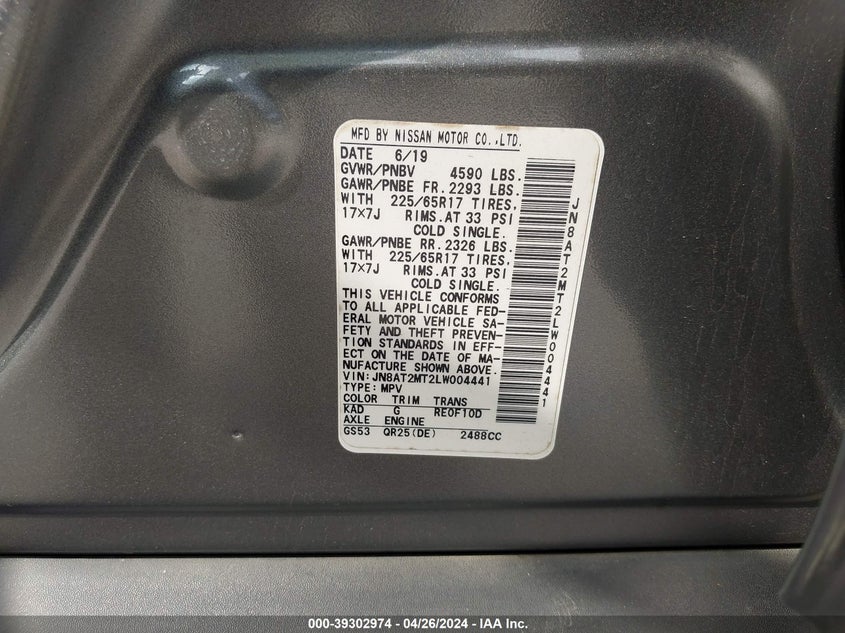 MFD BY NISSAN MOTOR CO.,LTD.
DATE 6/19
GVWR/PNBV 4590 LBS.
GAWR/PNBE FR. 2293 LBS.
WITH 225/65R17 TIRES,
17×7J RIMS.AT 33 PSI
COLD SINGLE.
GAWR/PNBE RR. 2326 LBS.
WITH 225/65R17 TIRES,
17×7J RIMS.AT 33 PSI
COLD SINGLE.
THIS VEHICLE CONFORMS
TO ALL APPLICABLE FED-
ERAL MOTOR VEHICLE SA-
FETY AND THEFT PREVEN-
TION STANDARDS IN EFF-
ECT ON THE DATE OF MA-
NUFACTURE SHOWN ABOVE.
VIN:JN8AT2MT2LW004441
TYPE:MPV
COLOR TRIM TRANS
KAD G RE0F10D
AXLE ENGINE
GS53 QR25(DE) 2488CC
JN8AT2MT2LW004441
000-39302974 - 04/26/2024 - IAA Inc.